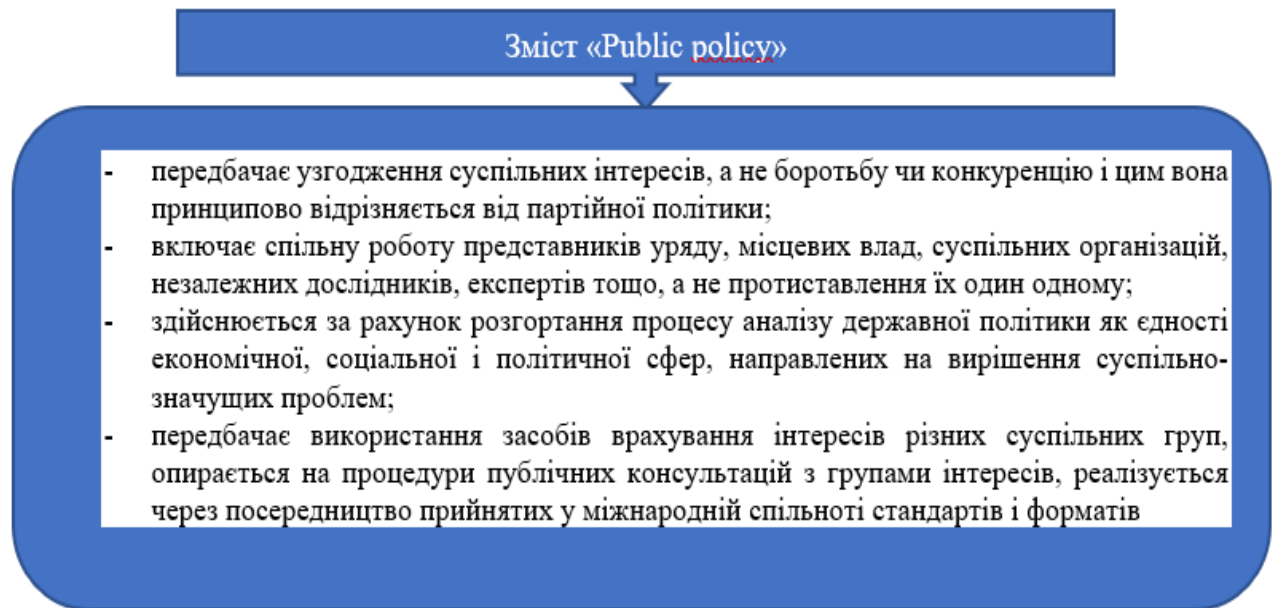 Зміст «Public policy»
- передбачає узгодження суспільних інтересів, а не боротьбу чи конкуренцію і цим вона
принципово відрізняється від партійної політики;
- включає спільну роботу представників уряду, місцевих влад, суспільних організацій,
незалежних дослідників, експертів тощо, а не протиставлення їх один одному;
- здійснюється за рахунок розгортання процесу аналізу державної політики як єдності
економічної, соціальної і політичної сфер, направлених на вирішення суспільно-
значущих проблем;
- передбачає використання засобів врахування інтересів різних суспільних груп,
опирається на процедури публічних консультацій з групами інтересів, реалізується
через посередництво прийнятих у міжнародній спільноті стандартів і форматів